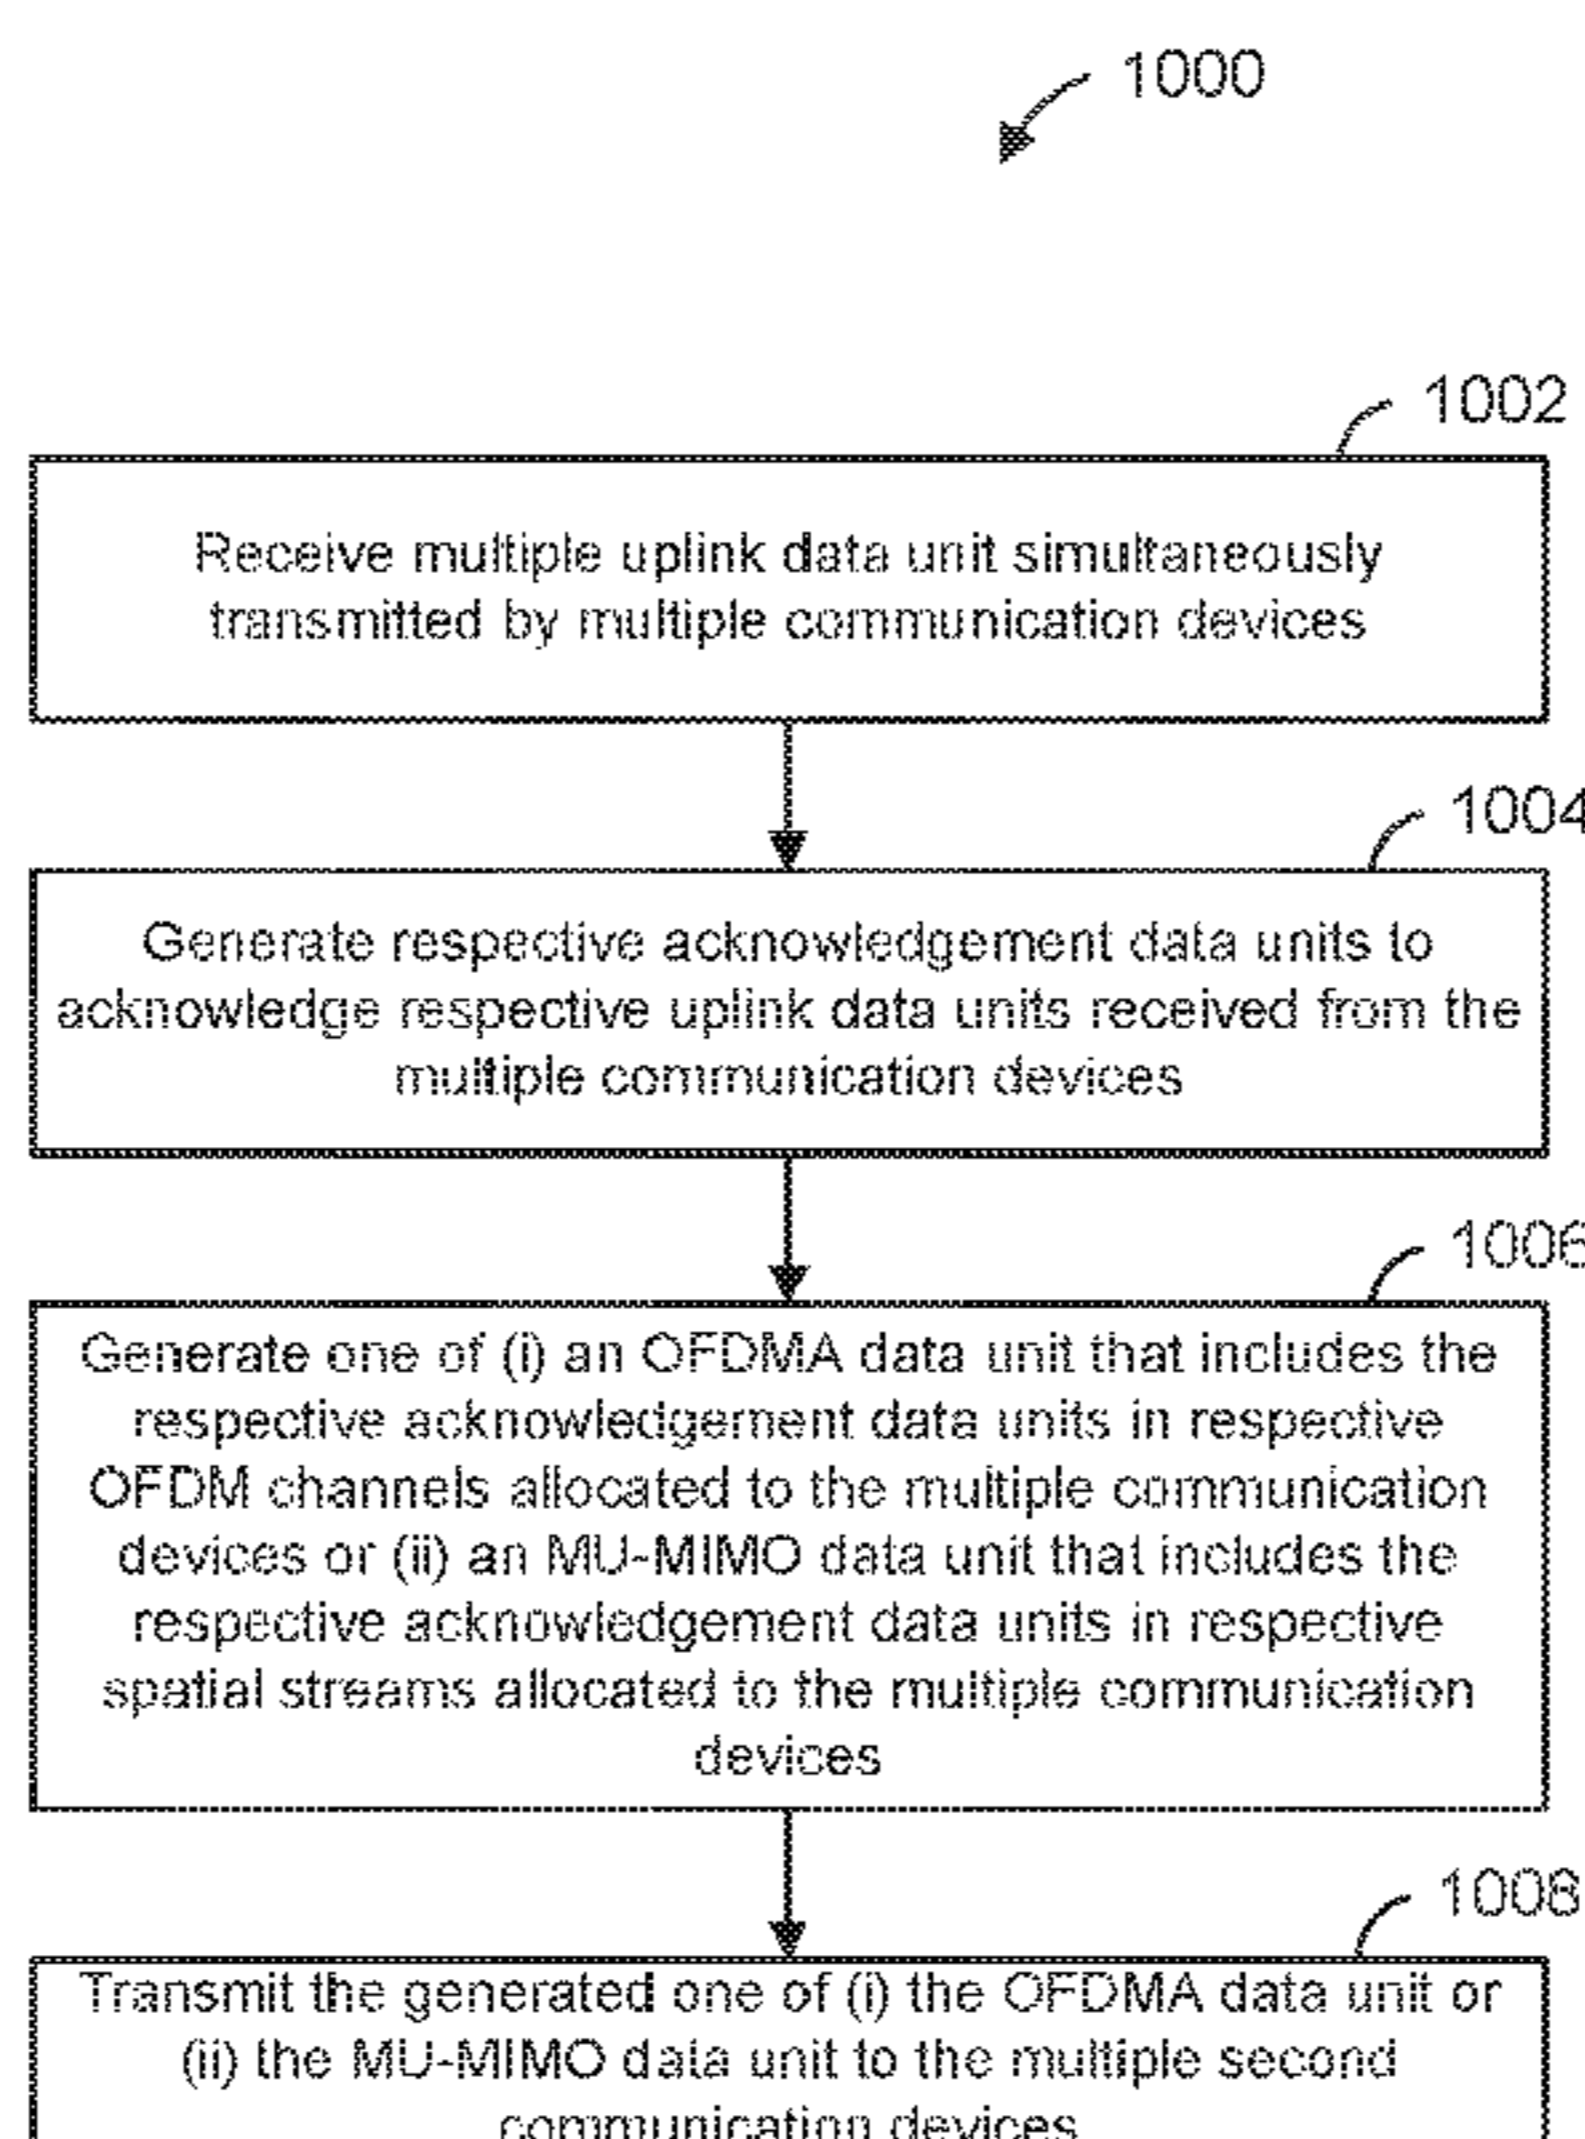 1000
1002
Receive multiple uplink data unit simultaneously
transmitted by multiple communication devices
1004
Generate respective acknowledgement data units to
acknowledge respective uplink data units received from the
multiple communication devices
1006
Generate one of (i) an OFDMA data unit that includes the
respective acknowledgement data units in respective
OFDM channels allocated to the multiple communication
devices or (ii) an MU-MIMO data unit that includes the
respective acknowledgement data units in respective
spatial streams allocated to the multiple communication
devices
1008
Transmit the generated one of (i) the OFDMA data unit or
(ii) the MU-MIMO data unit to the multiple second
communication devices